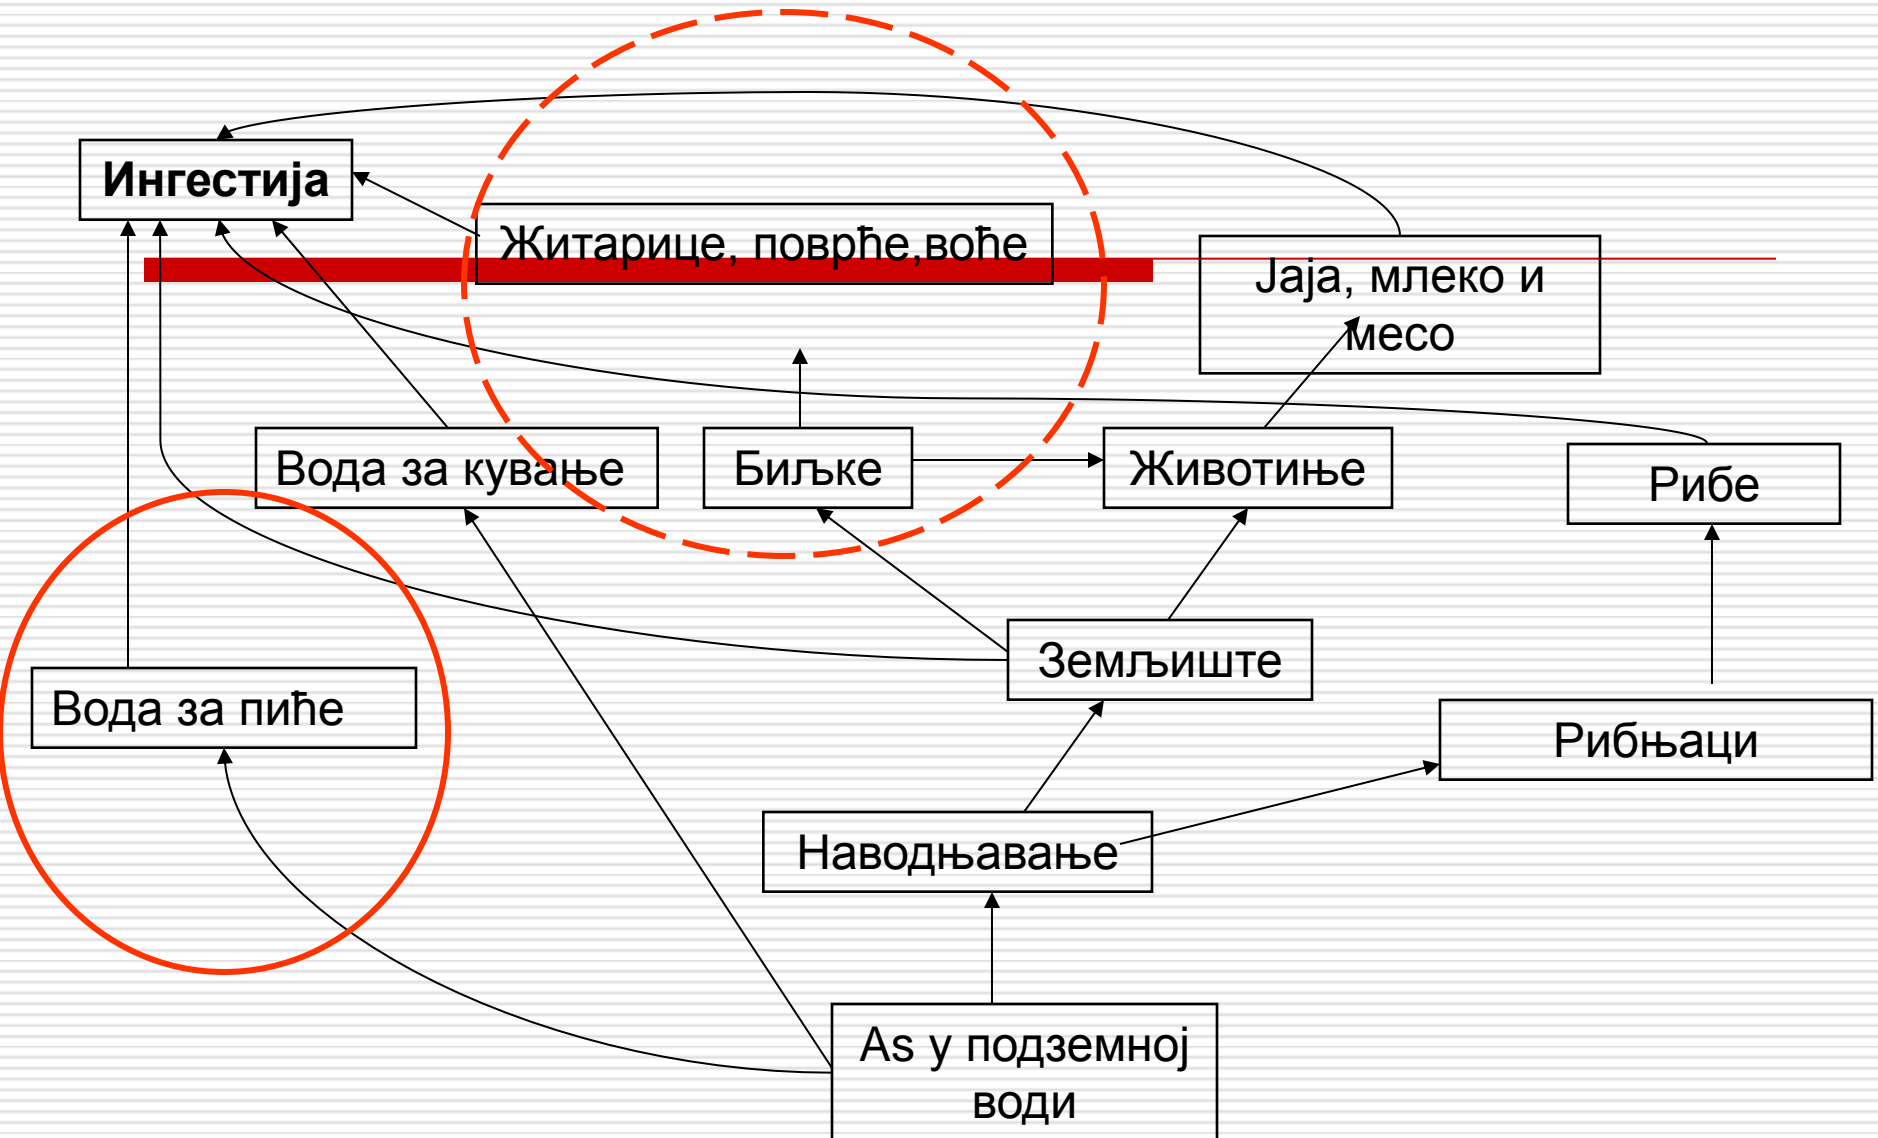 Ингестија
Житарице, поврће,воће
Јаја, млеко и
месо
Вода за кување
Биљке
Животиње
Рибе
Земљиште
Вода за пиће
Рибњаци
Наводњавање
As у подземној
води